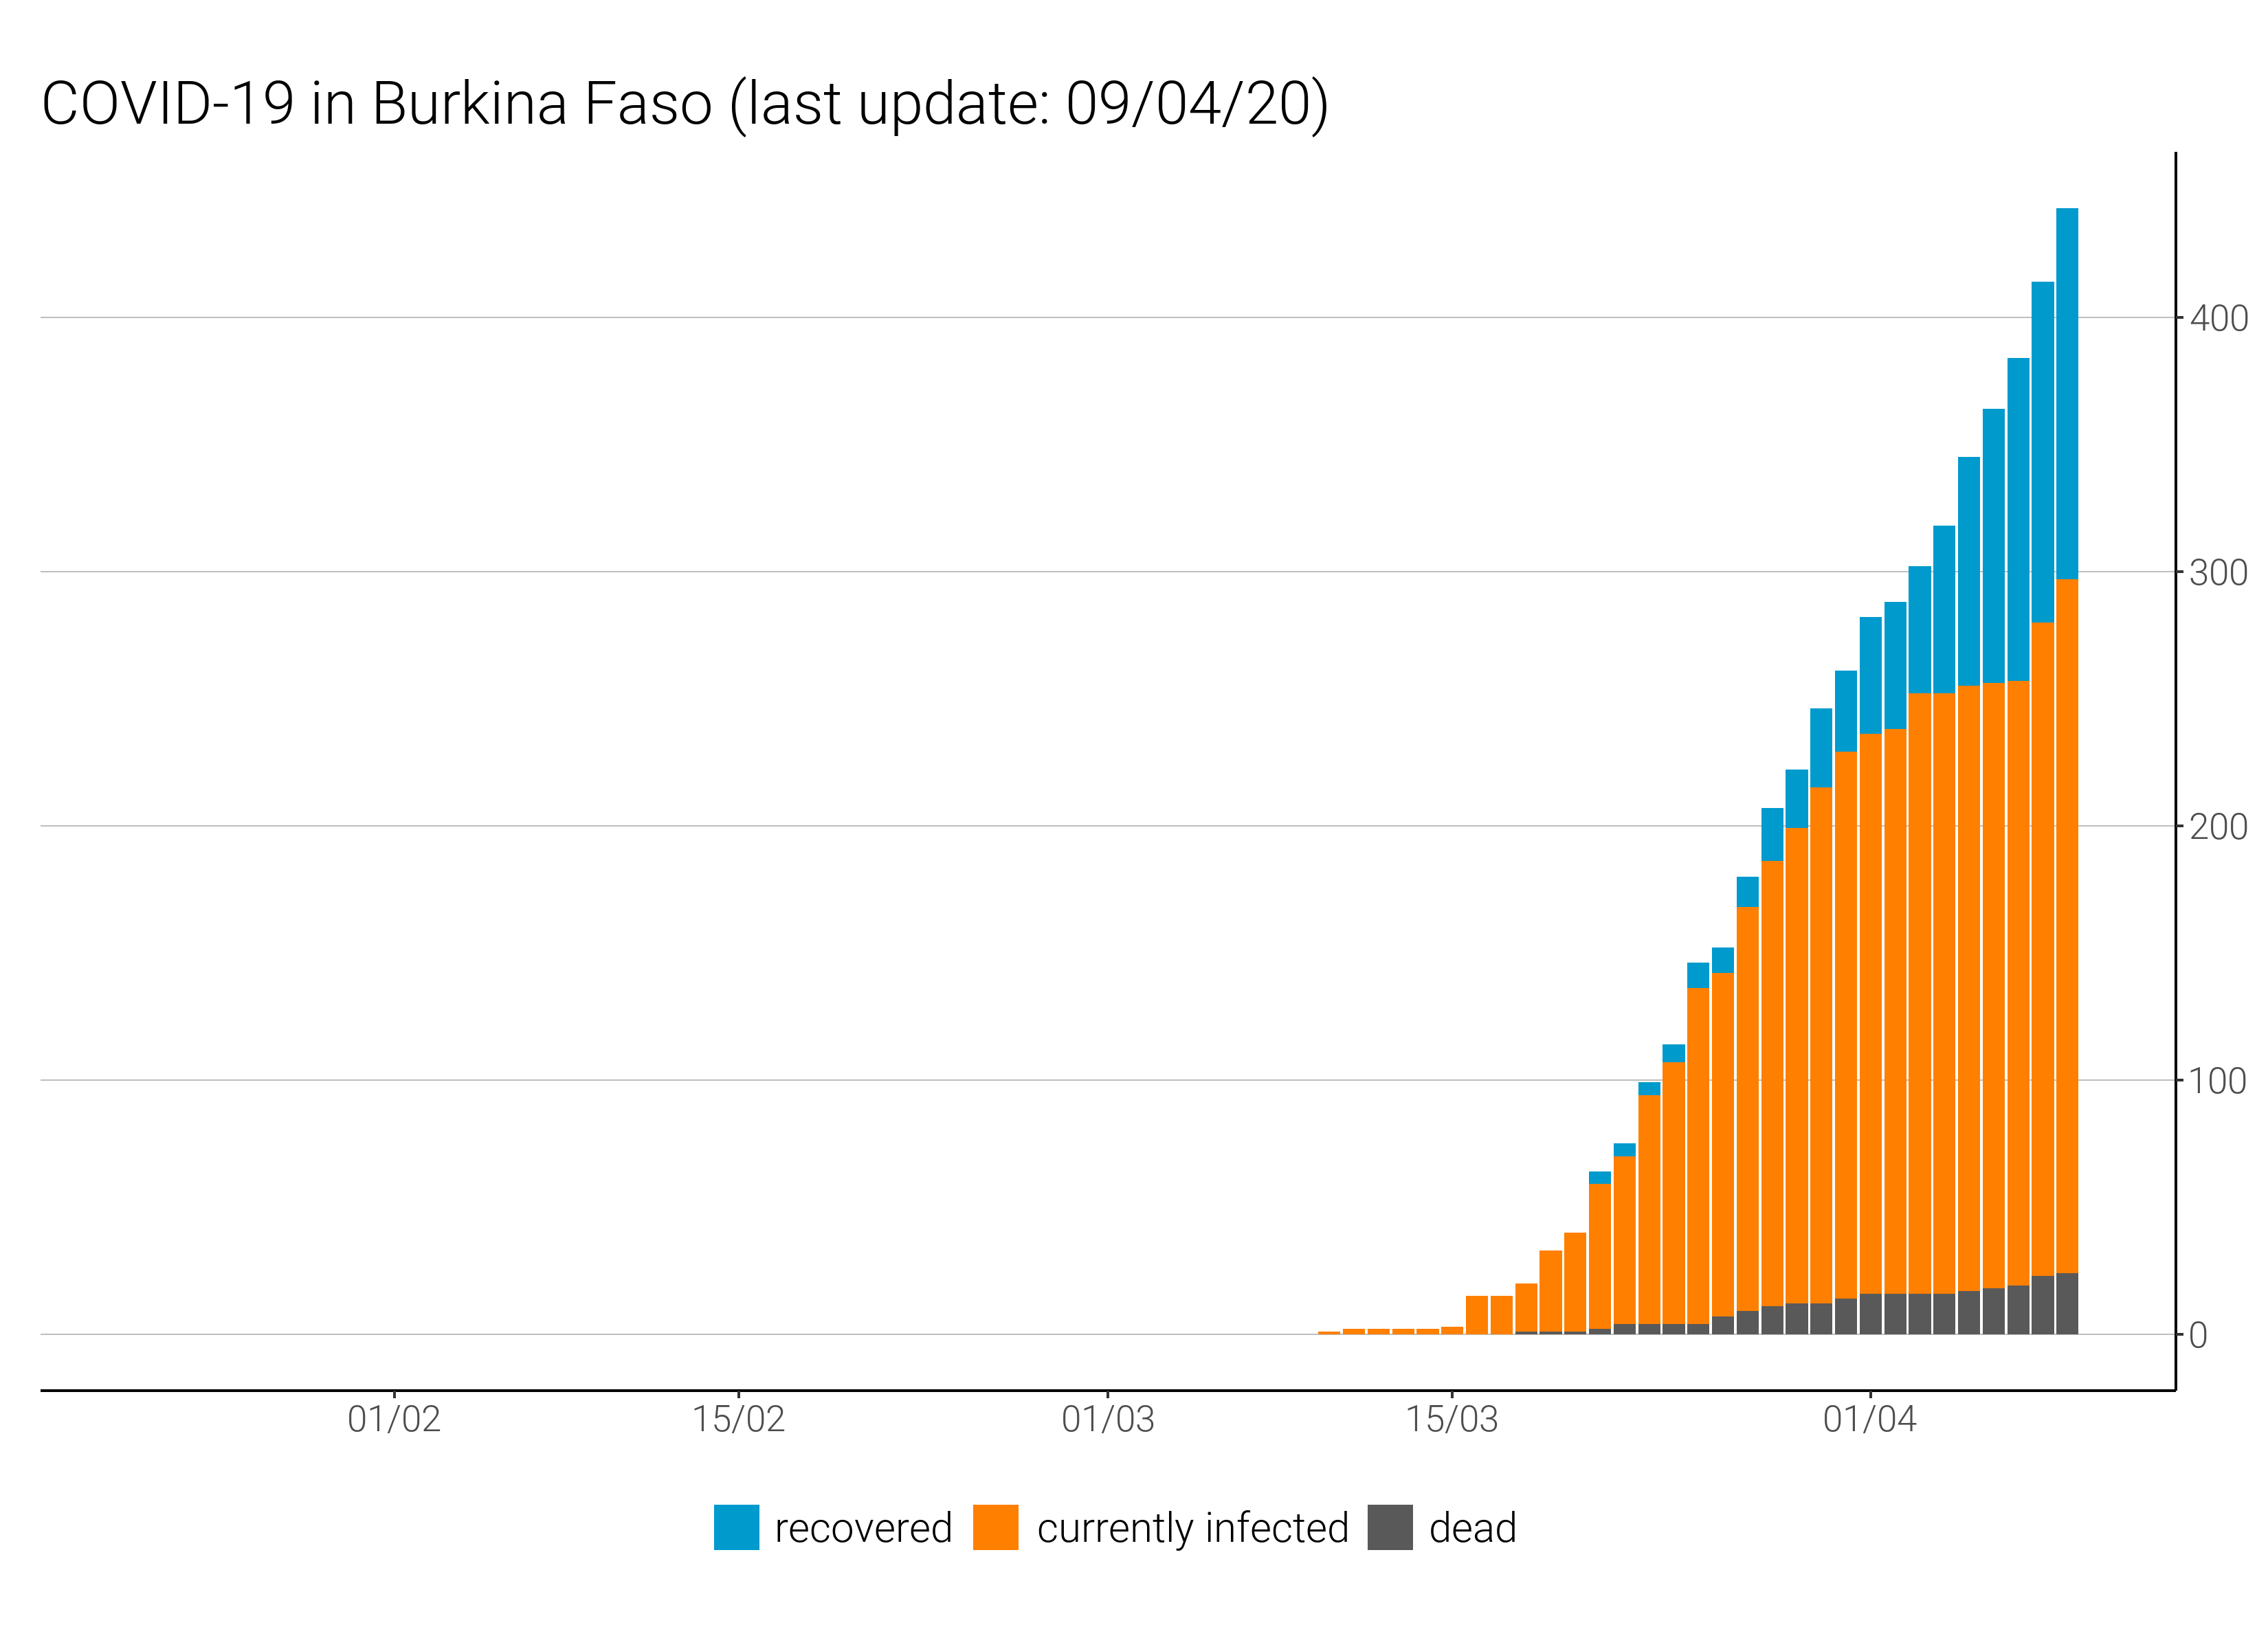 COVID-19 in Burkina Faso (last update: 09/04/20)
400
300
200
100
0
01/02 15/02 01/03 15/03 01/04
recovered currently infected dead